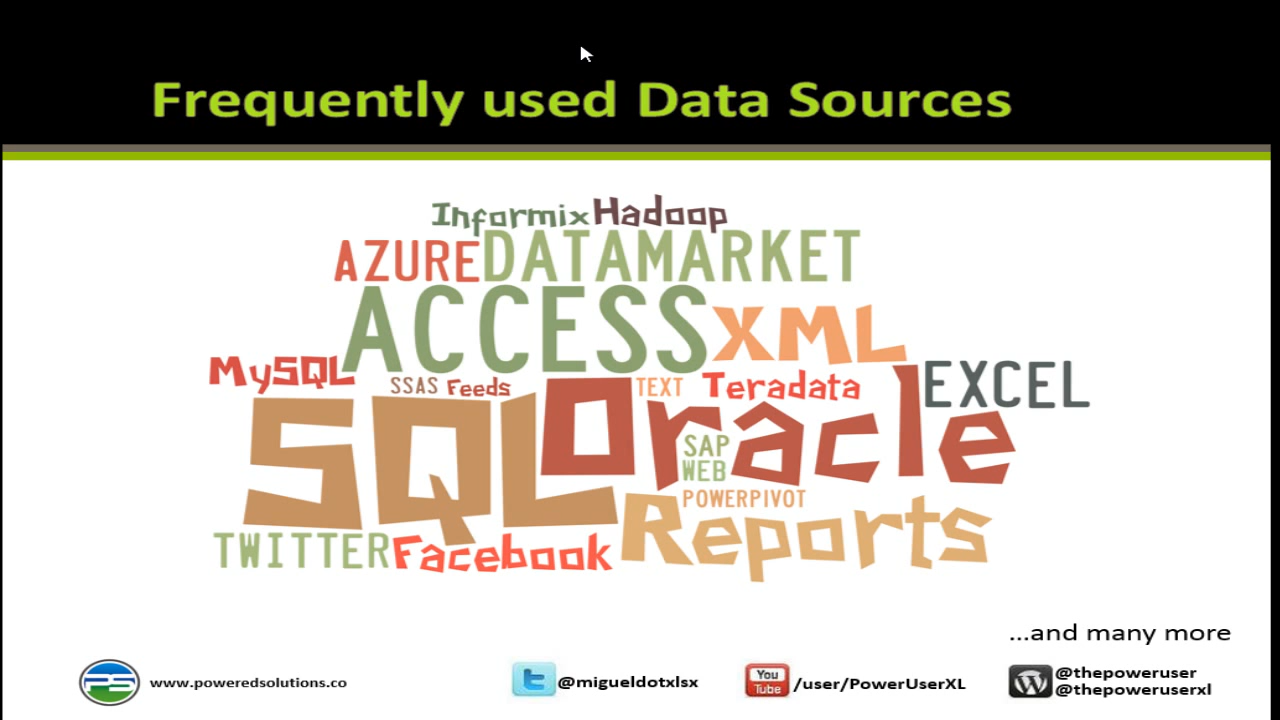 Frequently used Data Sources
Informix Hadoop
AZURE DATAMARKET
ACCESS XML
MySQL SSAS Feeds TEXT Teradata EXCEL
SQL Oracle
SAP
WEB
POWERPIVOT
TWITTER Facebook Reports
...and many more
www.poweredsolutions.co
@migueldotxlsx
You Tube /user/PowerUserXL
@thepoweruser
@thepoweruserxl